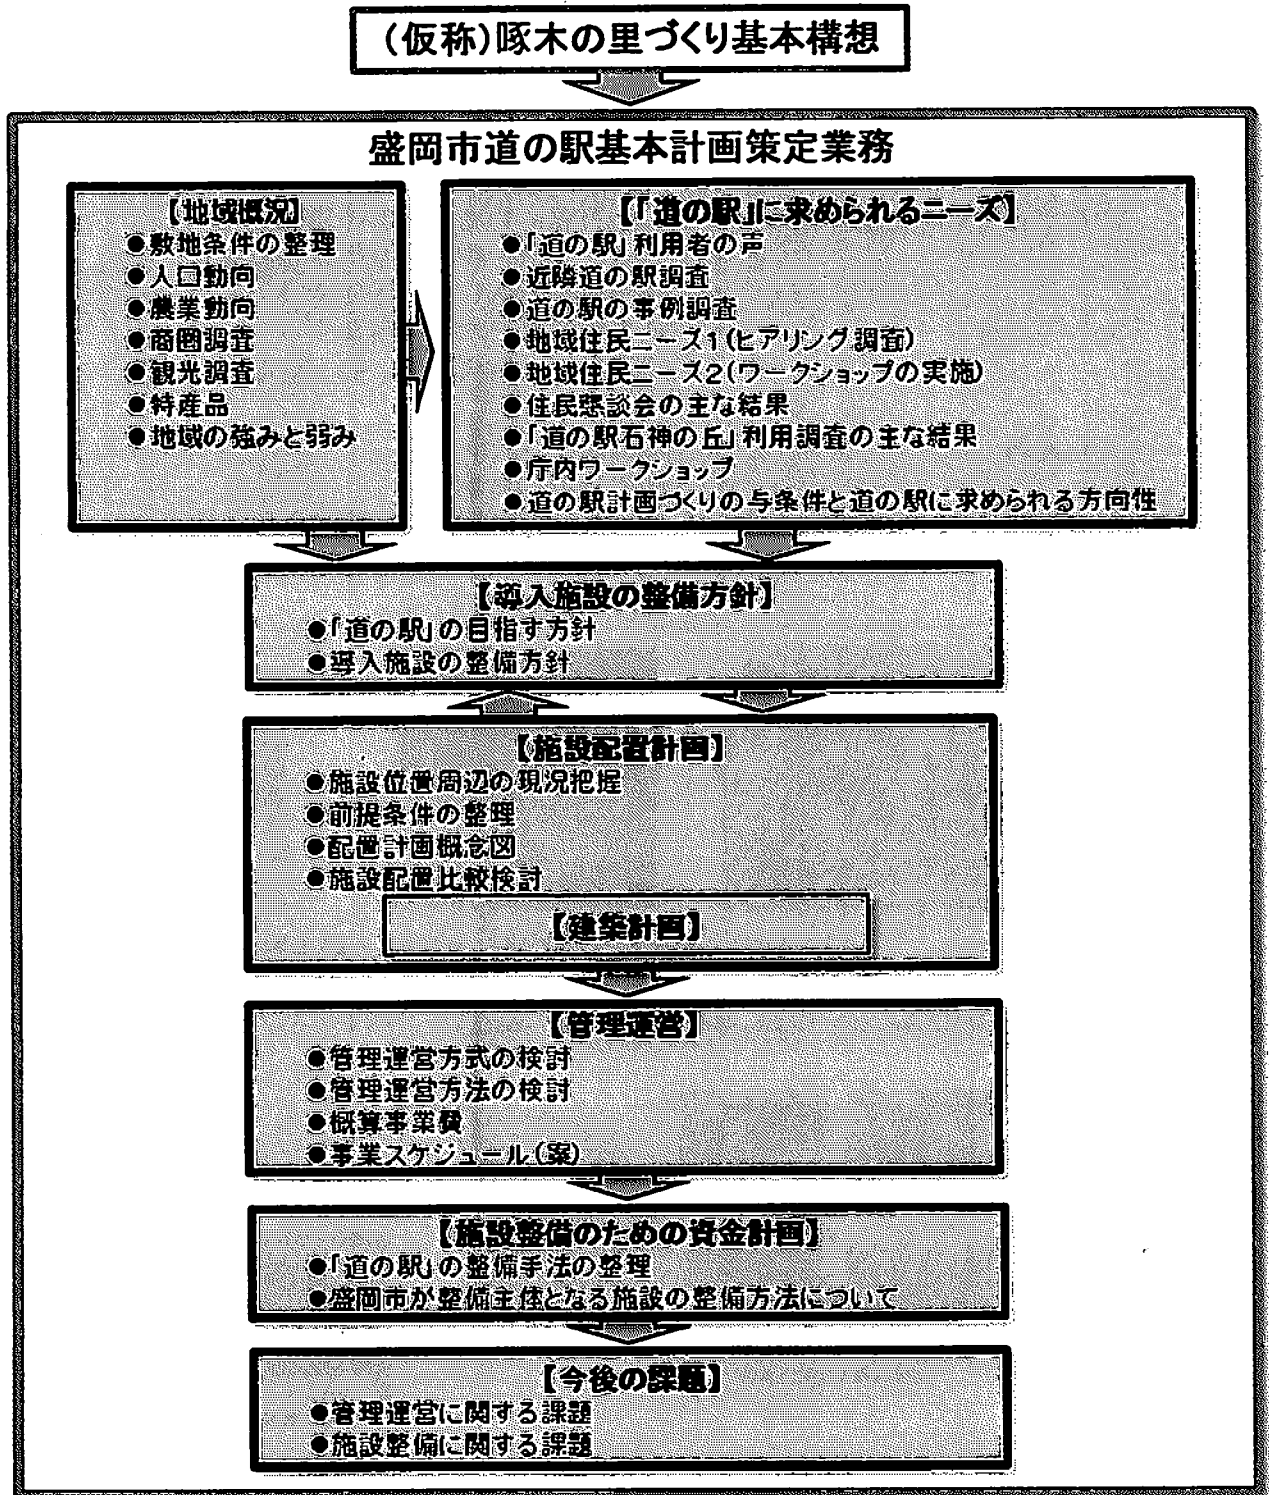 (仮称)啄木の里づくり基本構想
盛岡市道の駅基本計画策定業務
【地域概況】
●敷地条件の整理
●人口動向
●農業動向
●商圏調査
●観光調査
●特産品
●地域の強みと弱み
【「道の駅」に求められるニーズ】
●「道の駅」利用者の声
●近隣道の駅調査
●道の駅の事例調査
●地域住民ニーズ1(ヒアリング調査)
●地域住民ニーズ2(ワークショップの実施)
●住民懇談会の主な結果
●「道の駅石神の丘」利用調査の主な結果
●庁内ワークショップ
●道の駅計画づくりの与条件と道の駅に求められる方向性
【導入施設の整備方針】
●「道の駅」の目指す方針
●導入施設の整備方針
【施設配置計画】
●施設位置周辺の現況把握
●前提条件の整理
●配置計画概念図
●施設配置比較検討
【建築計画】
【管理運営】
●管理運営方式の検討
●管理運営方法の検討
●概算事業費
●事業スケジュール(案)
【施設整備のための資金計画】
●「道の駅」の整備手法の整理
●盛岡市が整備主体となる施設の整備方法について
【今後の課題】
●管理運営に関する課題
●施設整備に関する課題